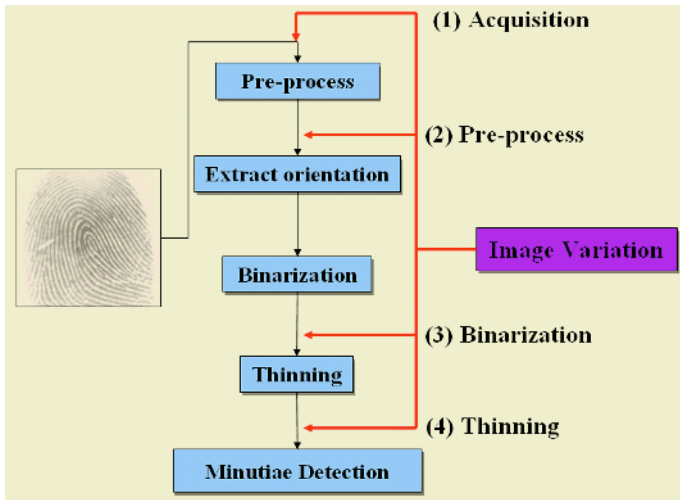 (1) Acquisition
Pre-process
(2) Pre-process
Extract orientation
Image Variation
Binarization
(3) Binarization
Thinning
(4) Thinning
Minutiae Detection